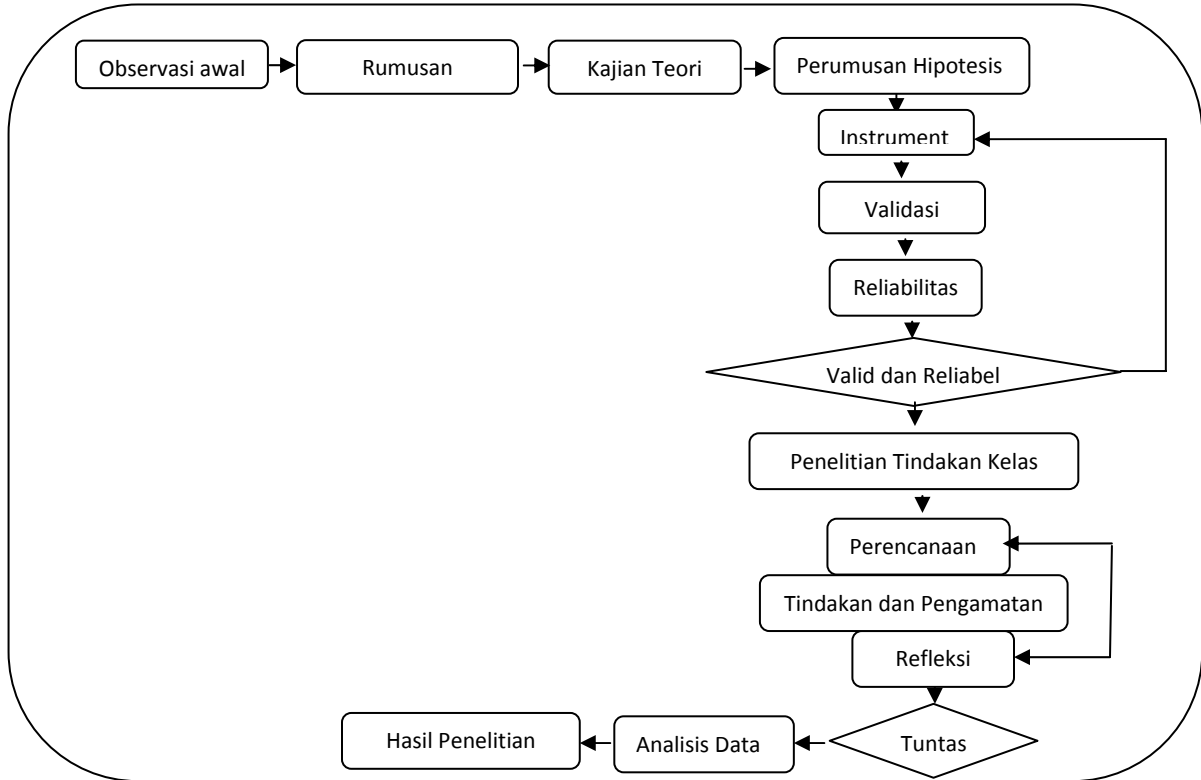 Observasi awal
Rumusan
Kajian Teori
Perumusan Hipotesis
Instrument
Validasi
Reliabilitas
Valid dan Reliabel
Penelitian Tindakan Kelas
Perencanaan
Tindakan dan Pengamatan
Refleksi
Tuntas
Analisis Data
Hasil Penelitian